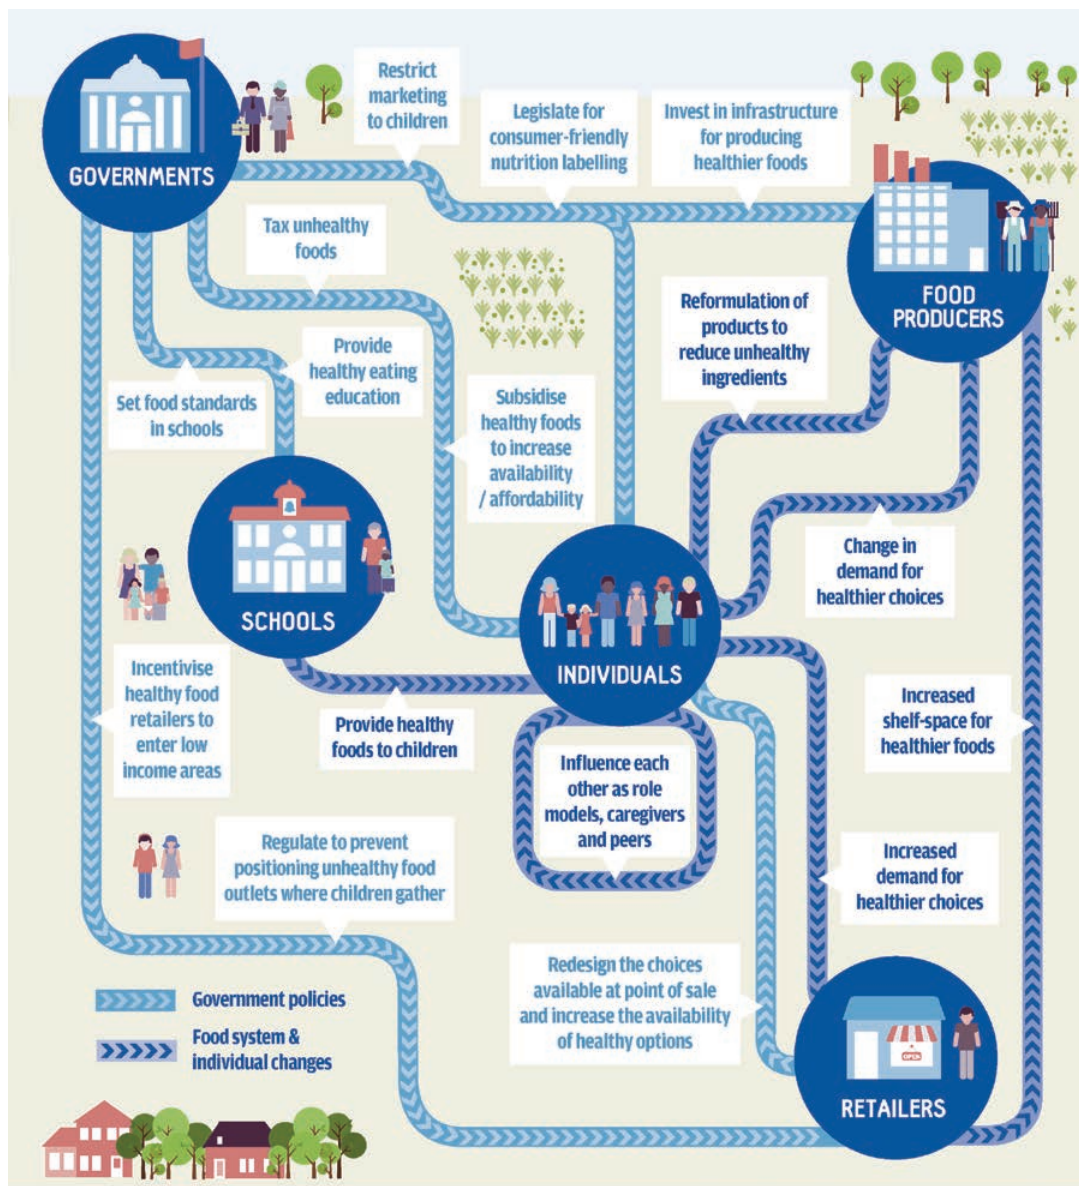 GOVERNMENTS
Restrict
marketing
to children
Legislate for
consumer-friendly
nutrition labelling
Invest in infrastructure
for producing
healthier foods
FOOD
PRODUCERS
Tax unhealthy
foods
Provide
healthy eating
education
Set food standards
in schools
Subsidise
healthy foods
to increase
availability
/ affordability
Reformulation of
products to
reduce unhealthy
ingredients
Change in
demand for
healthier choices
SCHOOLS
INDIVIDUALS
Incentivise
healthy food
retailers to
enter low
income areas
Provide healthy
foods to children
Influence each
other as role
models, caregivers
and peers
Increased
shelf-space for
healthier foods
Regulate to prevent
positioning unhealthy food
outlets where children gather
Increased
demand for
healthier choices
Redesign the choices
available at point of sale
and increase the availability
of healthy options
Government policies
Food system &
individual changes
OPEN
RETAILERS